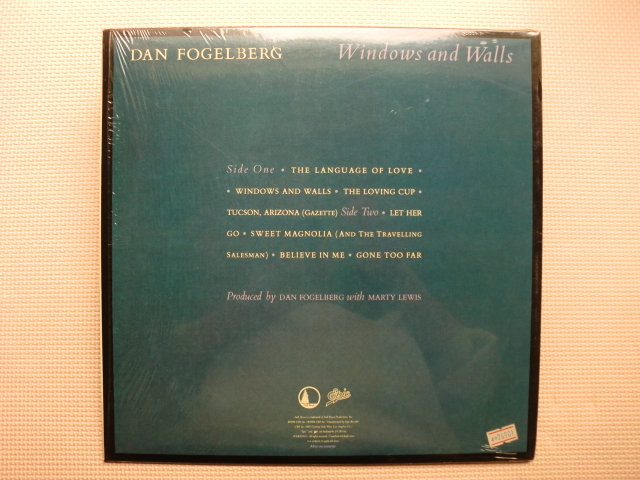 DAN FOGELBERG Windows and Walls
Side One • THE LANGUAGE OF LOVE •
• WINDOWS AND WALLS • THE LOVING CUP •
TUCSON, ARIZONA (GAZETTE) Side Two • LET HER
GO • SWEET MAGNOLIA (AND THE TRAVELLING
SALESMAN) • BELIEVE IN ME • GONE TOO FAR
Produced by DAN FOGELBERG with MARTY LEWIS
Epic